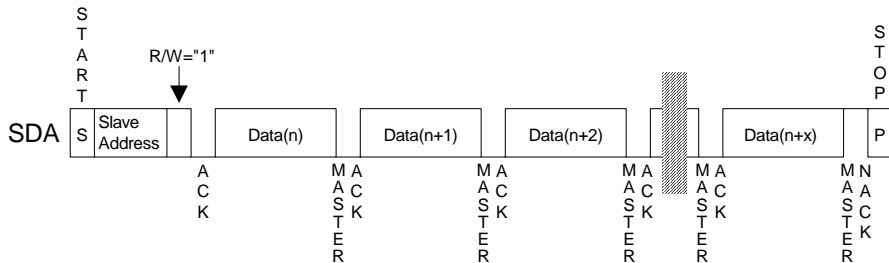 START
STOP
R/W="1"
SDA
S
Slave
Address
Data(n)
Data(n+1)
Data(n+2)
Data(n+x)
P
ACK
MASTER
ACK
MASTER
ACK
MASTER
ACK
MASTER
ACK
MASTER
NACK